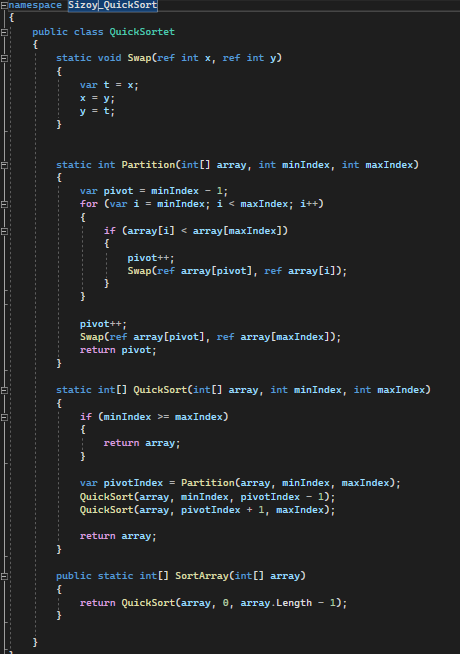 namespace Sizoy_QuickSort
{
public class QuickSortet
{
static void Swap(ref int x, ref int y)
{
var t = x;
x = y;
y = t;
}
static int Partition(int[] array, int minIndex, int maxIndex)
{
var pivot = minIndex - 1;
for (var i = minIndex; i < maxIndex; i++)
{
if (array[i] < array[maxIndex])
{
pivot++;
Swap(ref array[pivot], ref array[i]);
}
}
pivot++;
Swap(ref array[pivot], ref array[maxIndex]);
return pivot;
}
static int[] QuickSort(int[] array, int minIndex, int maxIndex)
{
if (minIndex >= maxIndex)
{
return array;
}
var pivotIndex = Partition(array, minIndex, maxIndex);
QuickSort(array, minIndex, pivotIndex - 1);
QuickSort(array, pivotIndex + 1, maxIndex);
return array;
}
public static int[] SortArray(int[] array)
{
return QuickSort(array, 0, array.Length - 1);
}
}
}